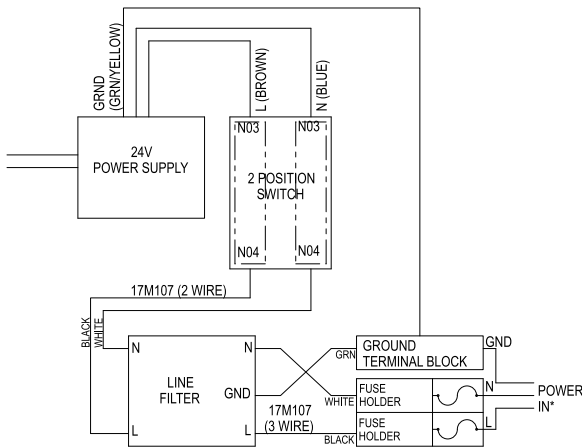 GRND
(GRN/YELLOW)
L (BROWN)
N (BLUE)
24V
POWER SUPPLY
N03
N03
2 POSITION
SWITCH
N04
N04
17M107 (2 WIRE)
BLACK
WHITE
N
N
LINE
FILTER
GND
L
L
GRN
GROUND
TERMINAL BLOCK
GND
17M107
(3 WIRE)
WHITE
FUSE
HOLDER
N
POWER
IN*
BLACK
FUSE
HOLDER
L